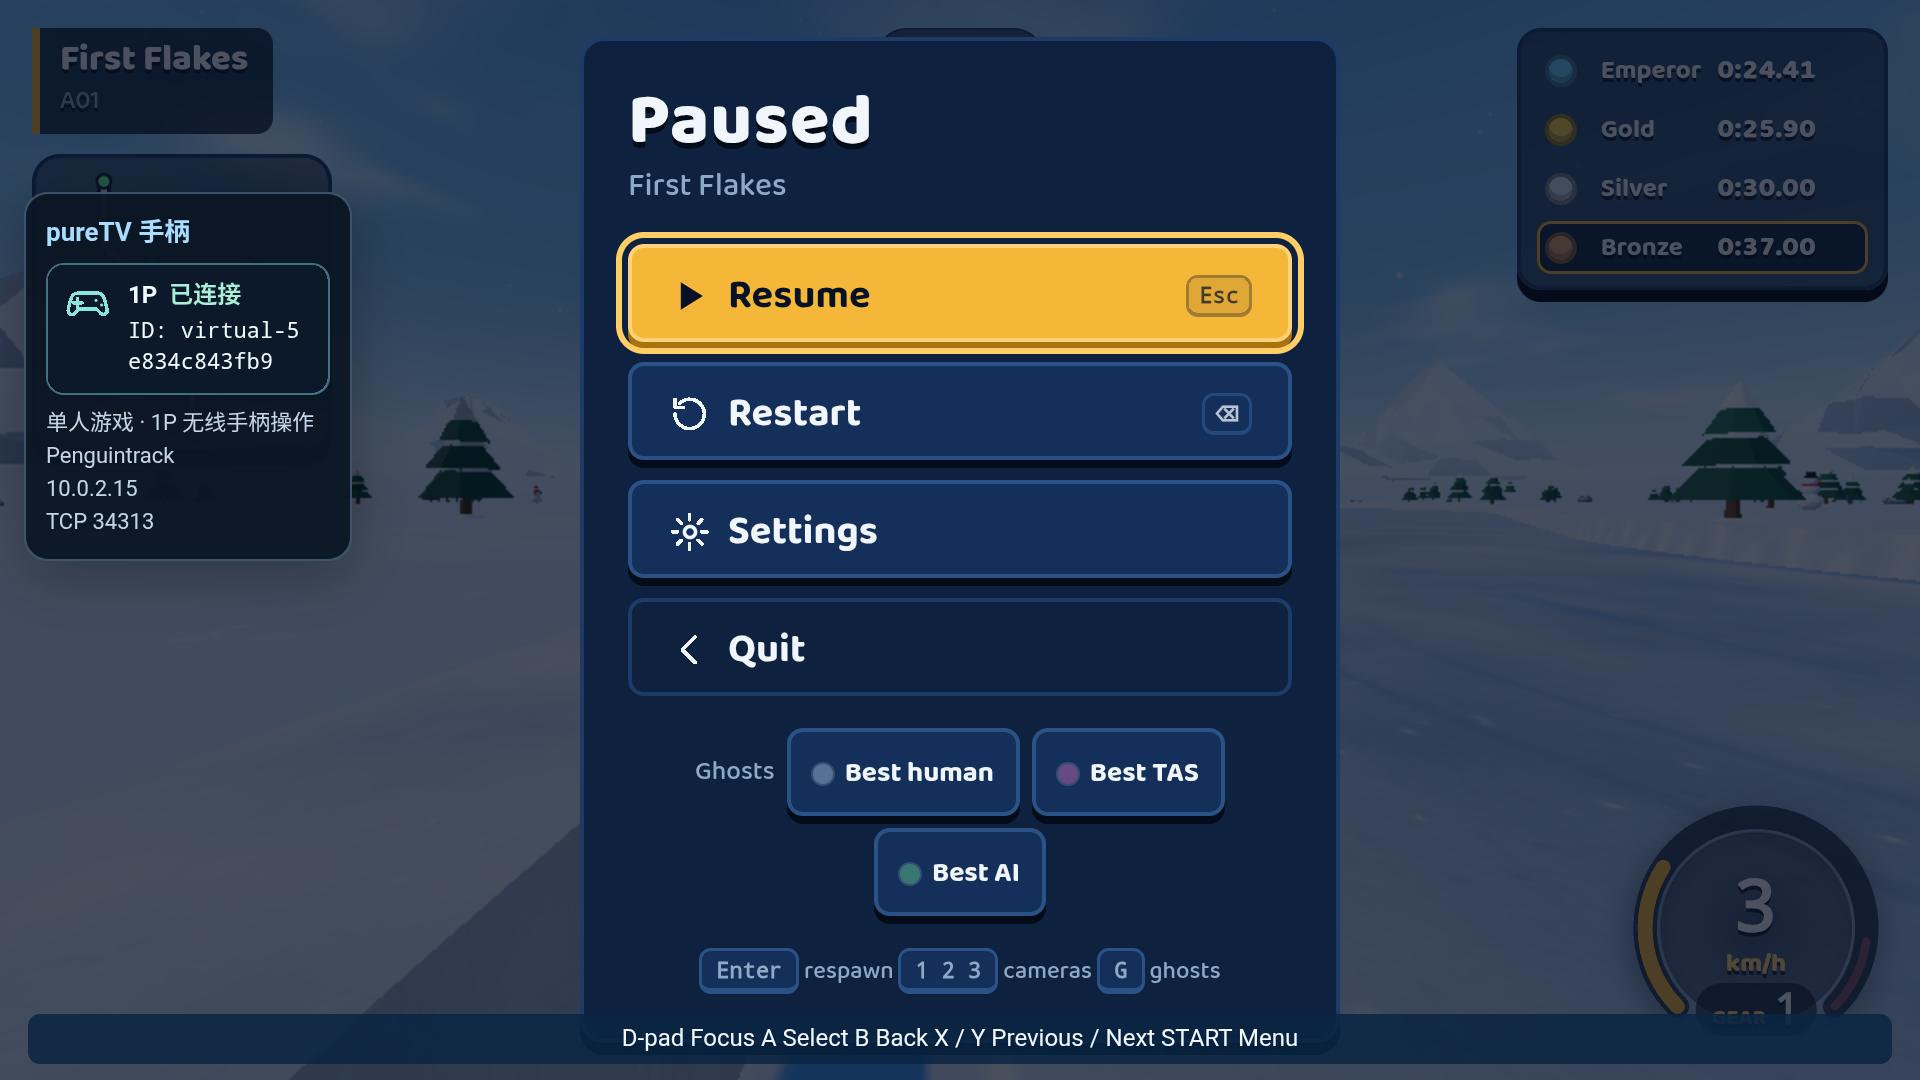 First Flakes
A01
pureTV 手柄
1P 已连接
ID: virtual-5
e834c843fb9
单人游戏 · 1P 无线手柄操作
Penguintrack
10.0.2.15
TCP 34313
Paused
First Flakes
Resume Esc
Restart
Settings
Quit
Ghosts Best human Best TAS
Best AI
Enter respawn 1 2 3 cameras G ghosts
D-pad Focus A Select B Back X / Y Previous / Next START Menu
Emperor 0:24.41
Gold 0:25.90
Silver 0:30.00
Bronze 0:37.00
3
km/h
GEAR 1